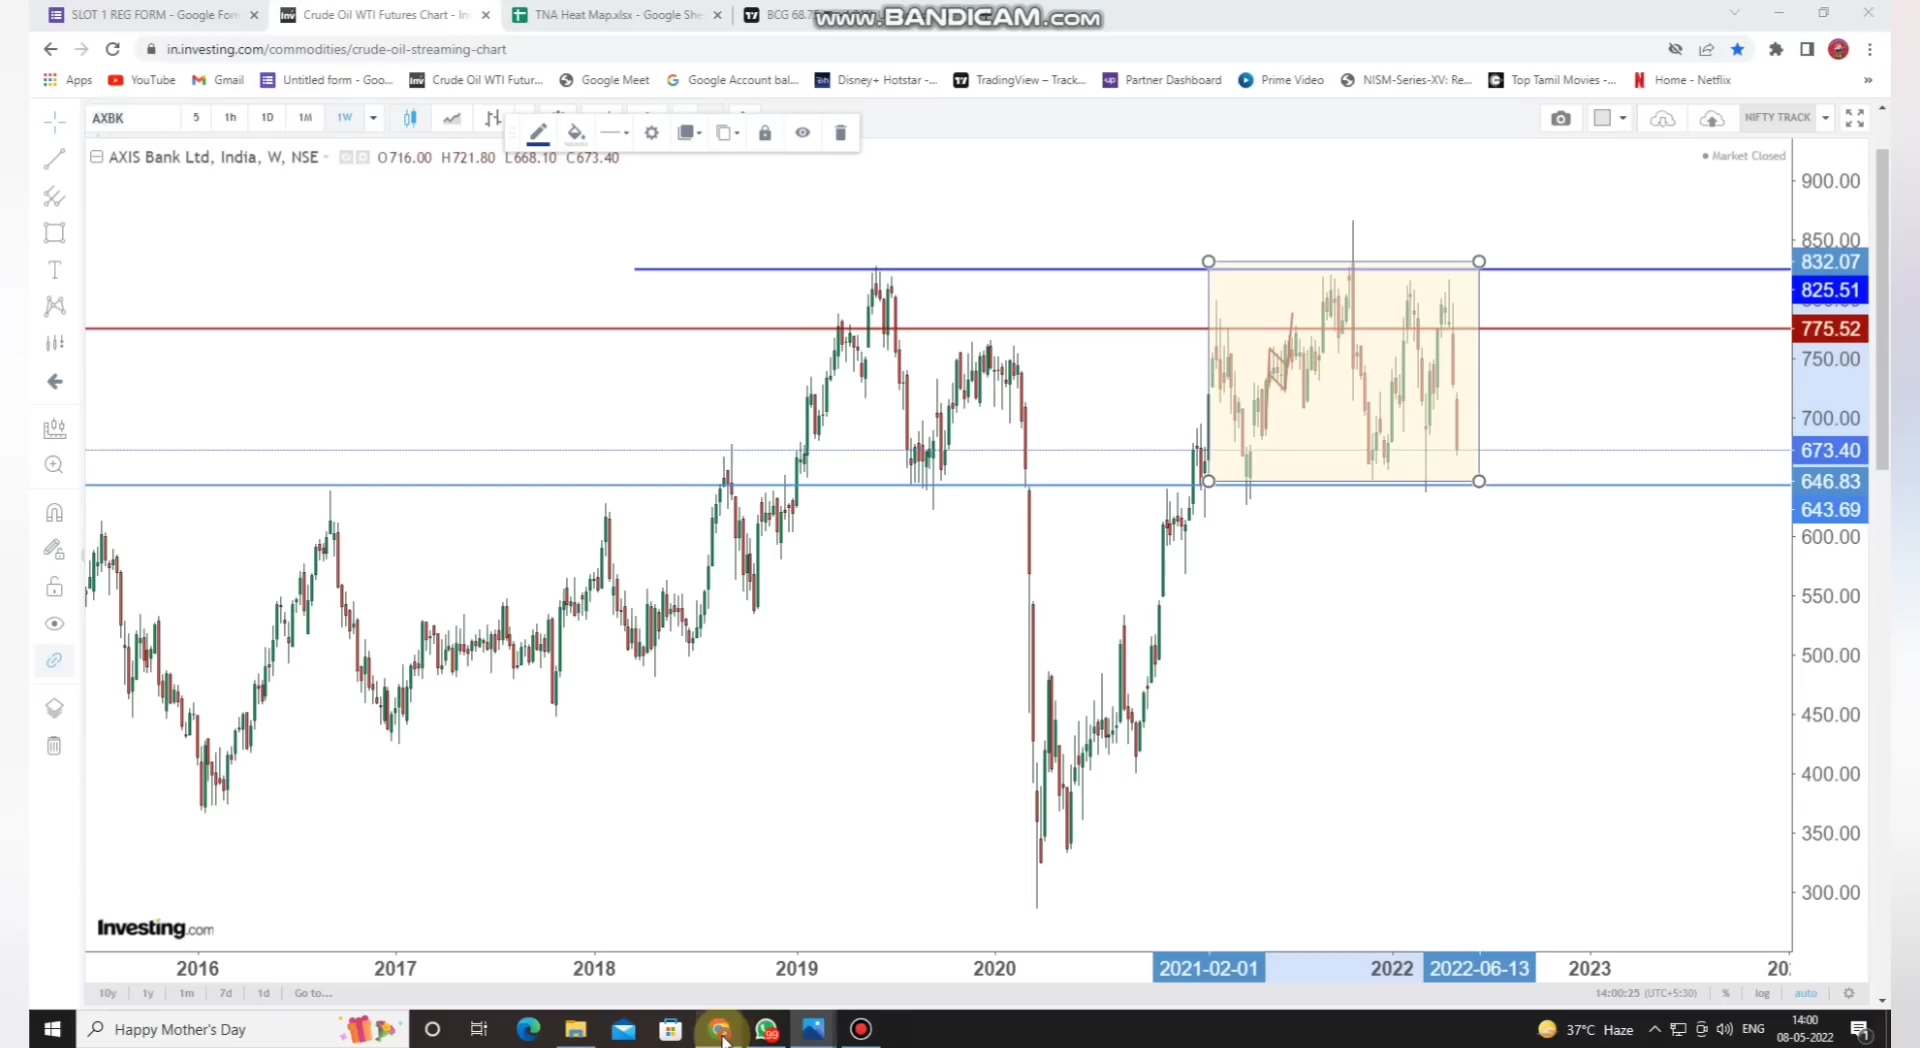 SLOT 1 REG FORM - Google For
Crude Oil WTI Futures Chart - In
TNA Heat Map.xlsx - Google She
BCG 68.7
www.BANDICAM.com
in.investing.com/commodities/crude-oil-streaming-chart
Apps
YouTube
Gmail
Untitled form - Goo...
Crude Oil WTI Futur...
Google Meet
Google Account bal...
Disney+ Hotstar -...
TradingView – Track...
Partner Dashboard
Prime Video
NISM-Series-XV: Re...
Top Tamil Movies -...
Home - Netflix
AXBK 5 1h 1D 1M 1W
NIFTY TRACK
AXIS Bank Ltd, India, W, NSE O716.00 H721.80 L668.10 C673.40
Market Closed
900.00
850.00
832.07
825.51
775.52
750.00
700.00
673.40
646.83
643.69
600.00
550.00
500.00
450.00
400.00
350.00
300.00
Investing.com
2016 2017 2018 2019 2020 2021-02-01 2022 2022-06-13 2023
10y 1y 1m 7d 1d Go to...
14:00:25 (UTC+5:30) % log auto
Happy Mother's Day
99
37°C Haze
ENG
14:00
08-05-2022
1